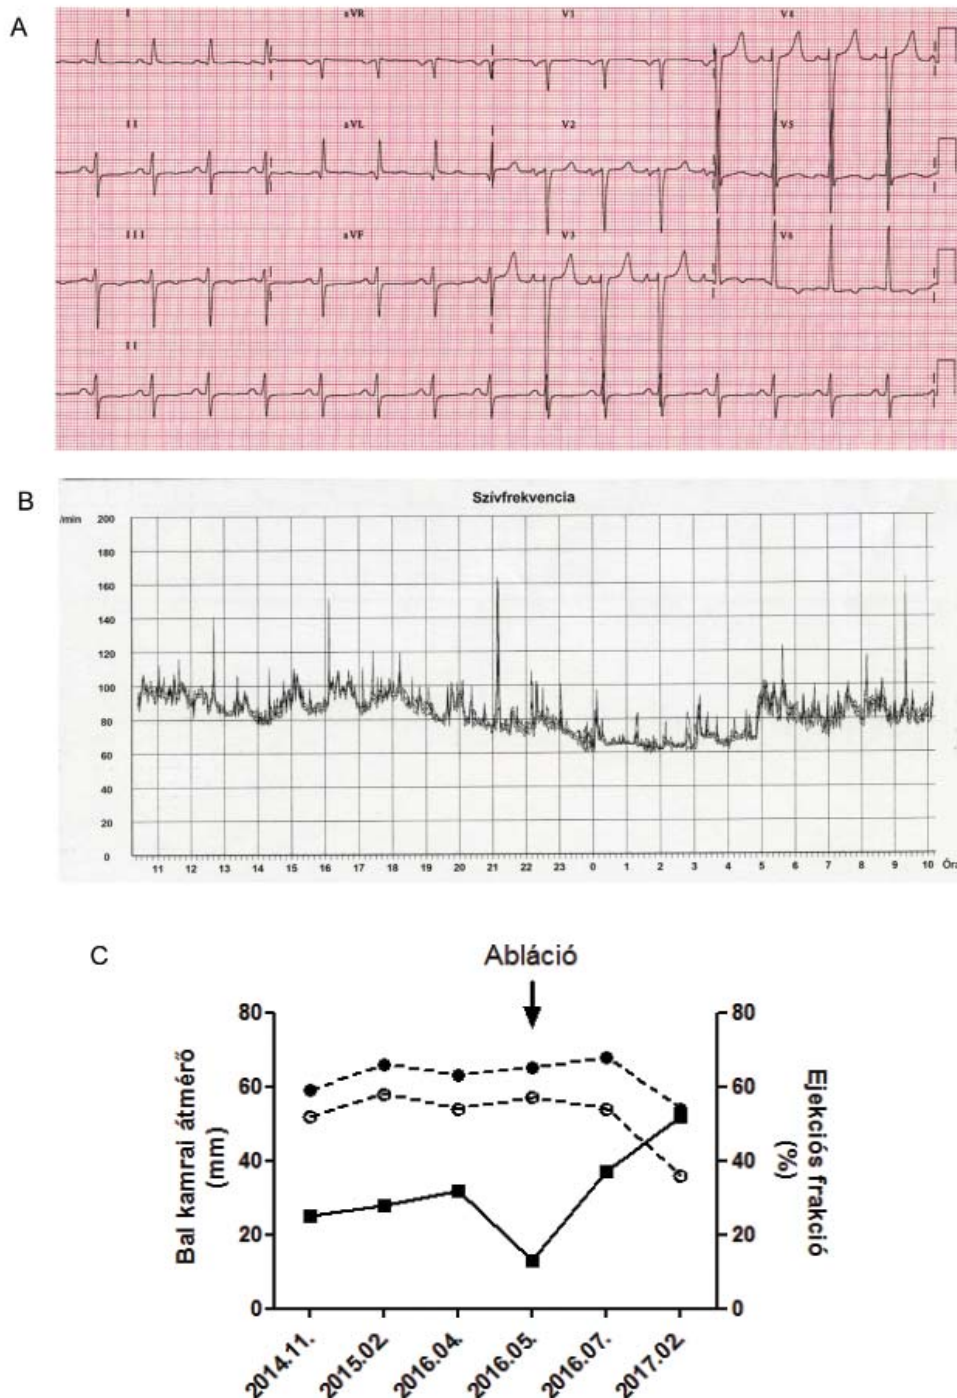 A
I aVR V1 V4
II aVL V2 V5
III aVF V3 V6
II
B
Szívfrekvencia
/min
200
180
160
140
120
100
80
60
40
20
0
11 12 13 14 15 16 17 18 19 20 21 22 23 0 1 2 3 4 5 6 7 8 9 10 Óra
C
Abláció
80
60
40
20
0
Bal kamrai átmérő
(mm)
80
60
40
20
0
Ejekciós frakció
(%)
2014.11.
2015.02.
2016.04.
2016.05.
2016.07.
2017.02.